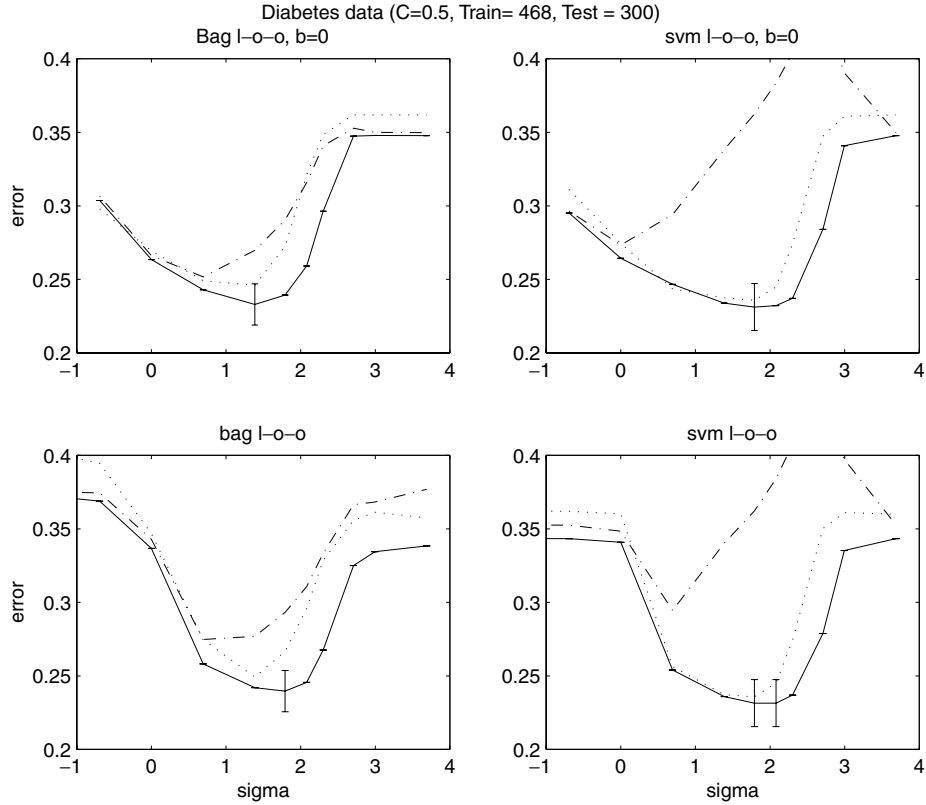 Diabetes data (C=0.5, Train= 468, Test = 300)
Bag l−o−o, b=0
svm l−o−o, b=0
0.4
0.35
0.3
0.25
0.2
error
−1 0 1 2 3 4
0.4
0.35
0.3
0.25
0.2
−1 0 1 2 3 4
bag l−o−o
svm l−o−o
0.4
0.35
0.3
0.25
0.2
error
−1 0 1 2 3 4
sigma
0.4
0.35
0.3
0.25
0.2
−1 0 1 2 3 4
sigma